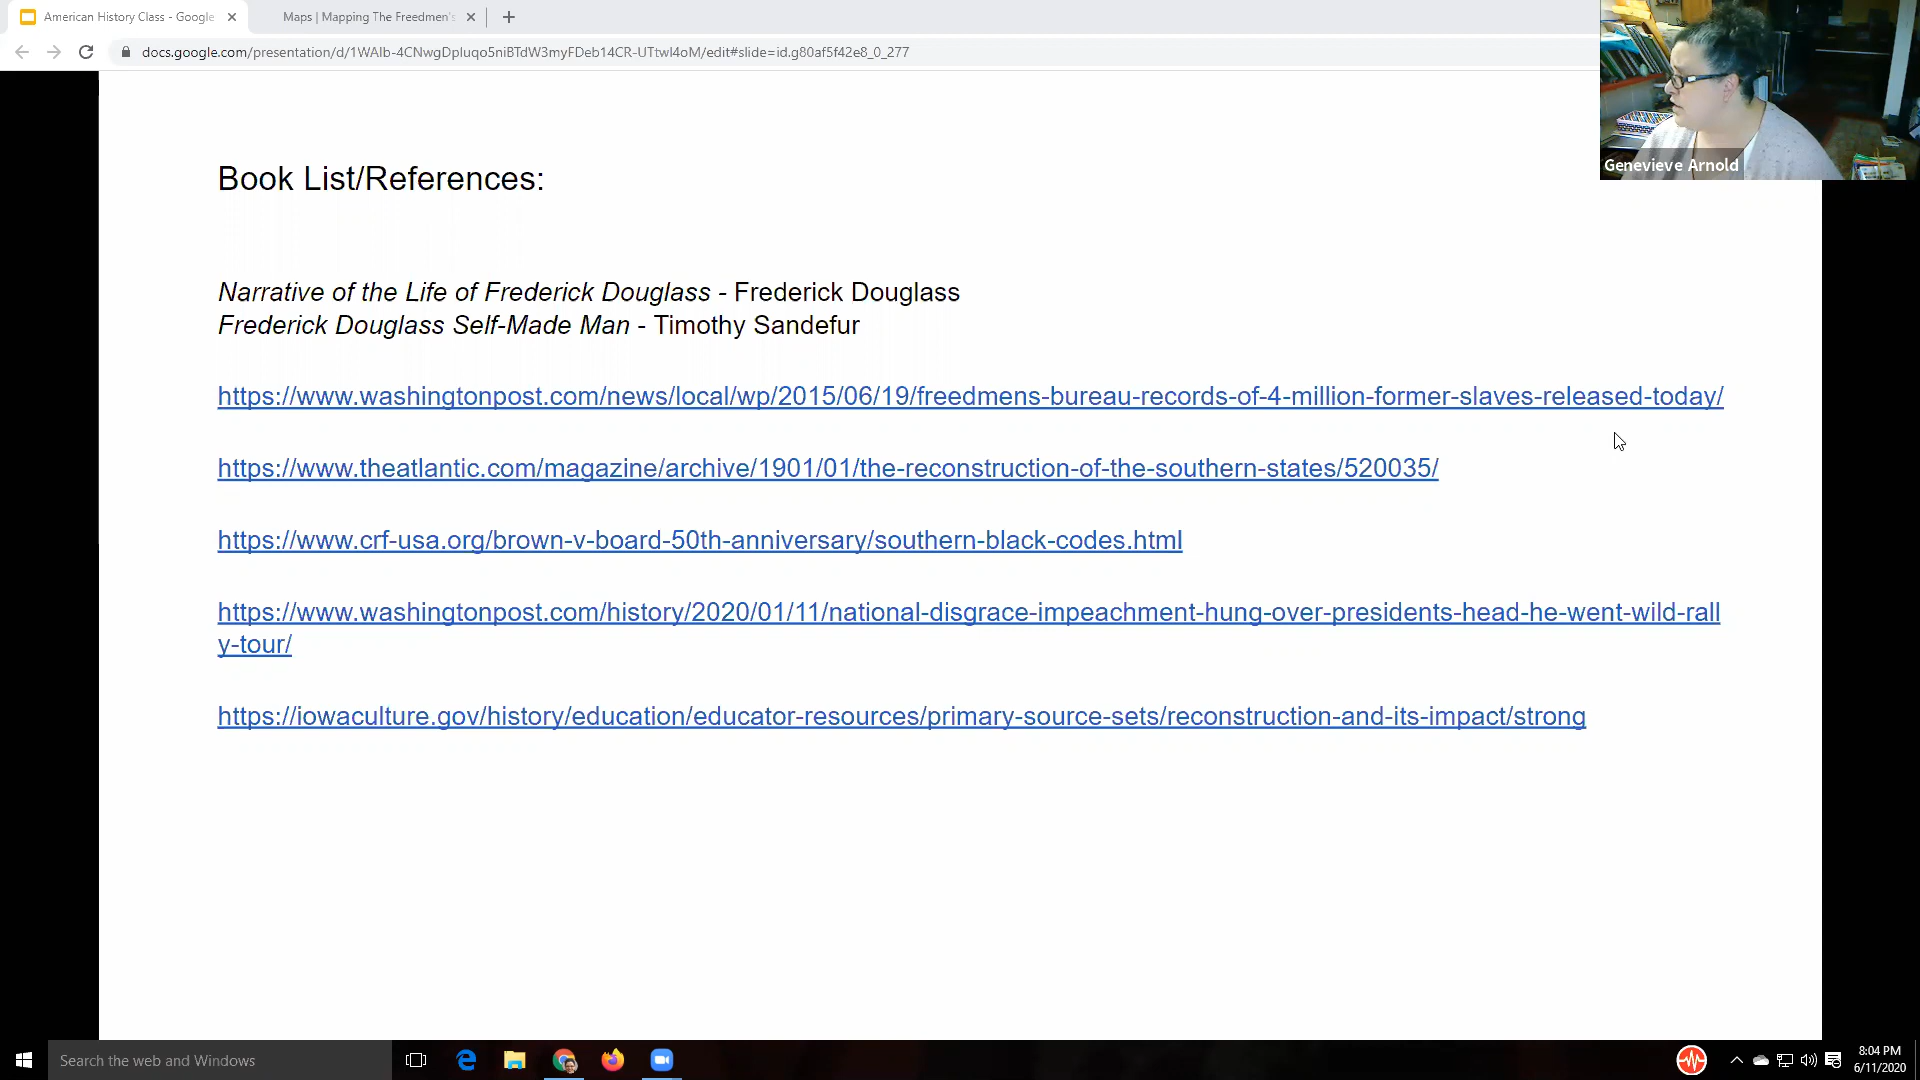 American History Class - Google
Maps | Mapping The Freedmen's
docs.google.com/presentation/d/1WAlb-4CNwgDpIuqo5niBTdW3myFDeb14CR-UTtwl4oM/edit#slide=id.g80af5f42e8_0_277
Genevieve Arnold
Book List/References:
Narrative of the Life of Frederick Douglass - Frederick Douglass
Frederick Douglass Self-Made Man - Timothy Sandefur
https://www.washingtonpost.com/news/local/wp/2015/06/19/freedmens-bureau-records-of-4-million-former-slaves-released-today/
https://www.theatlantic.com/magazine/archive/1901/01/the-reconstruction-of-the-southern-states/520035/
https://www.crf-usa.org/brown-v-board-50th-anniversary/southern-black-codes.html
https://www.washingtonpost.com/history/2020/01/11/national-disgrace-impeachment-hung-over-presidents-head-he-went-wild-rall
y-tour/
https://iowaculture.gov/history/education/educator-resources/primary-source-sets/reconstruction-and-its-impact/strong
Search the web and Windows
8:04 PM
6/11/2020